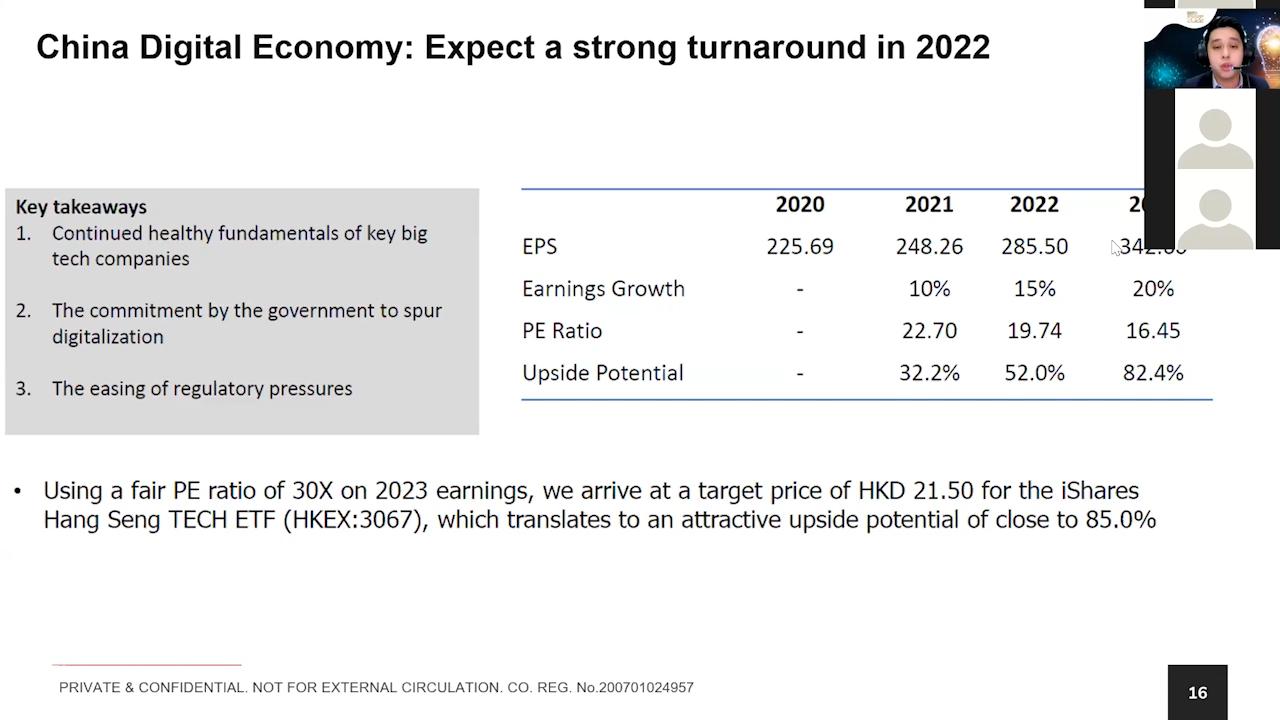 China Digital Economy: Expect a strong turnaround in 2022
Key takeaways
1. Continued healthy fundamentals of key big
tech companies
2. The commitment by the government to spur
digitalization
3. The easing of regulatory pressures
2020 2021 2022
EPS 225.69 248.26 285.50
Earnings Growth - 10% 15% 20%
PE Ratio - 22.70 19.74 16.45
Upside Potential - 32.2% 52.0% 82.4%
• Using a fair PE ratio of 30X on 2023 earnings, we arrive at a target price of HKD 21.50 for the iShares
Hang Seng TECH ETF (HKEX:3067), which translates to an attractive upside potential of close to 85.0%
PRIVATE & CONFIDENTIAL. NOT FOR EXTERNAL CIRCULATION. CO. REG. No.200701024957
16